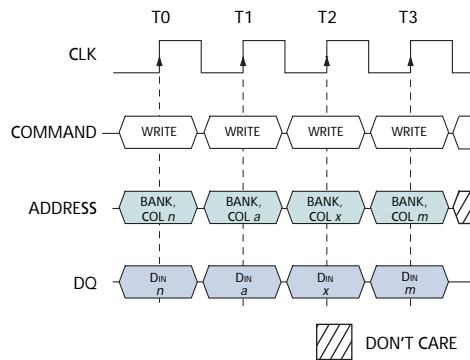 T0 T1 T2 T3
CLK
COMMAND WRITE WRITE WRITE WRITE
ADDRESS BANK, COL n BANK, COL a BANK, COL x BANK, COL m
DQ DIN n DIN a DIN x DIN m
DON'T CARE